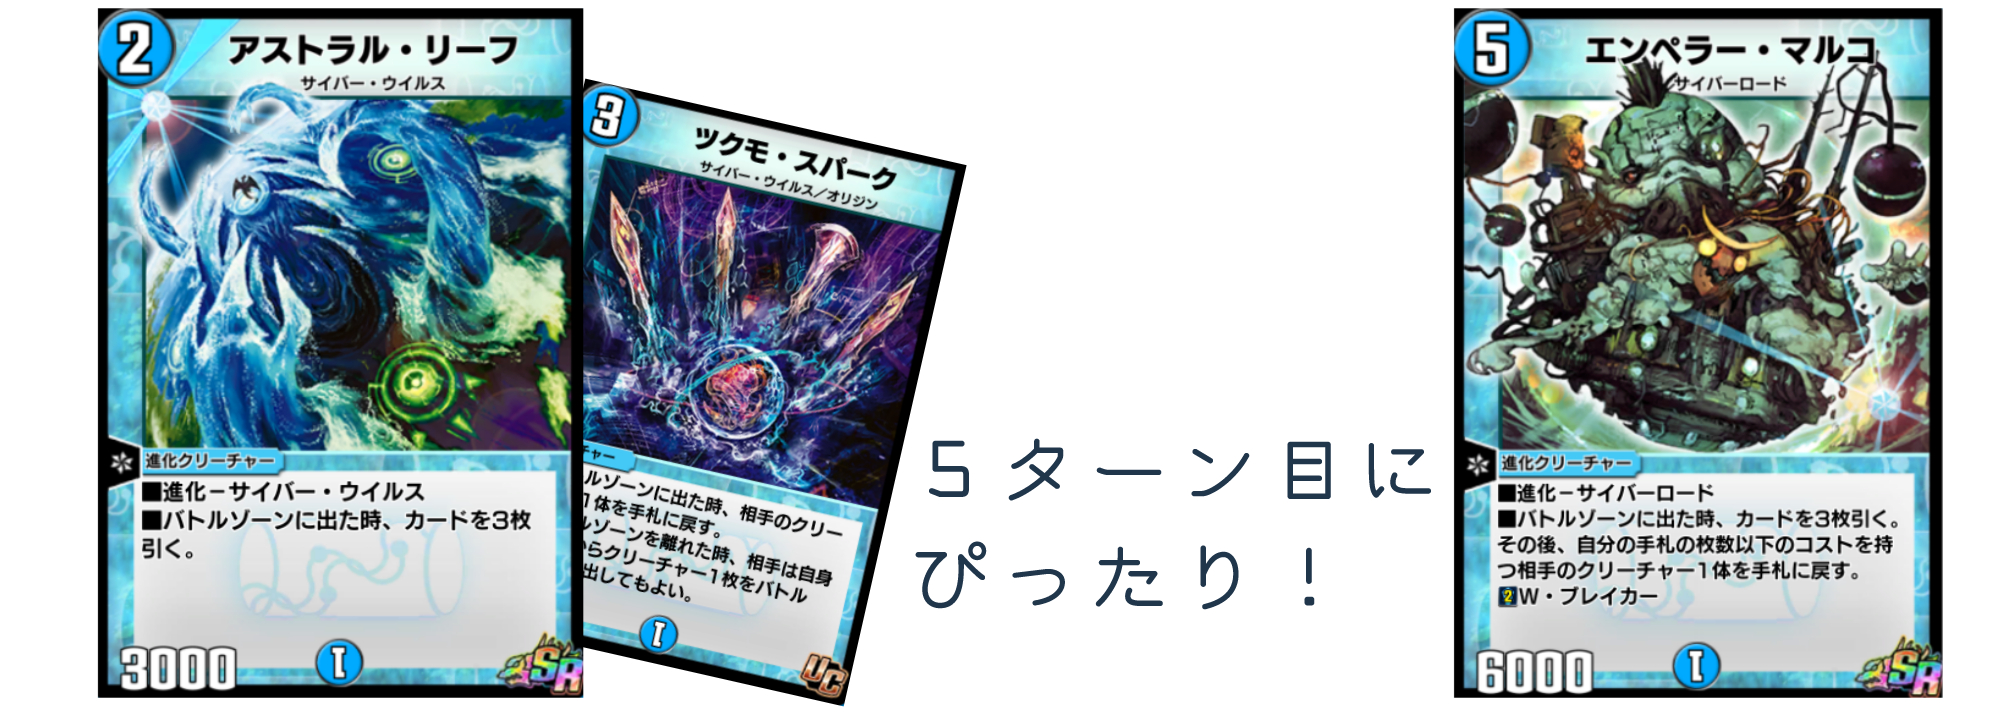 2
アストラル・リーフ
サイバー・ウイルス
進化クリーチャー
■進化－サイバー・ウイルス
■バトルゾーンに出た時、カードを3枚
引く。
3000
1
SR
3
ツクモ・スパーク
サイバー・ウイルス／オリジン
チャー
ルゾーンに出た時、相手のクリー
1体を手札に戻す。
ルゾーンを離れた時、相手は自身
らクリーチャー1枚をバトル
出してもよい。
1
UC
5ターン目に
ぴったり！
5
エンペラー・マルコ
サイバーロード
進化クリーチャー
■進化－サイバーロード
■バトルゾーンに出た時、カードを3枚引く。
その後、自分の手札の枚数以下のコストを持
つ相手のクリーチャー1体を手札に戻す。
2W・ブレイカー
6000
1
SR